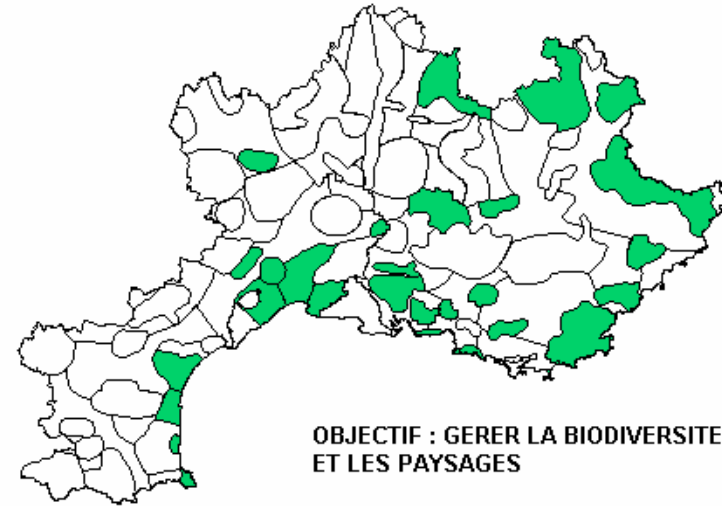 OBJECTIF : GERER LA BIODIVERSITE
ET LES PAYSAGES